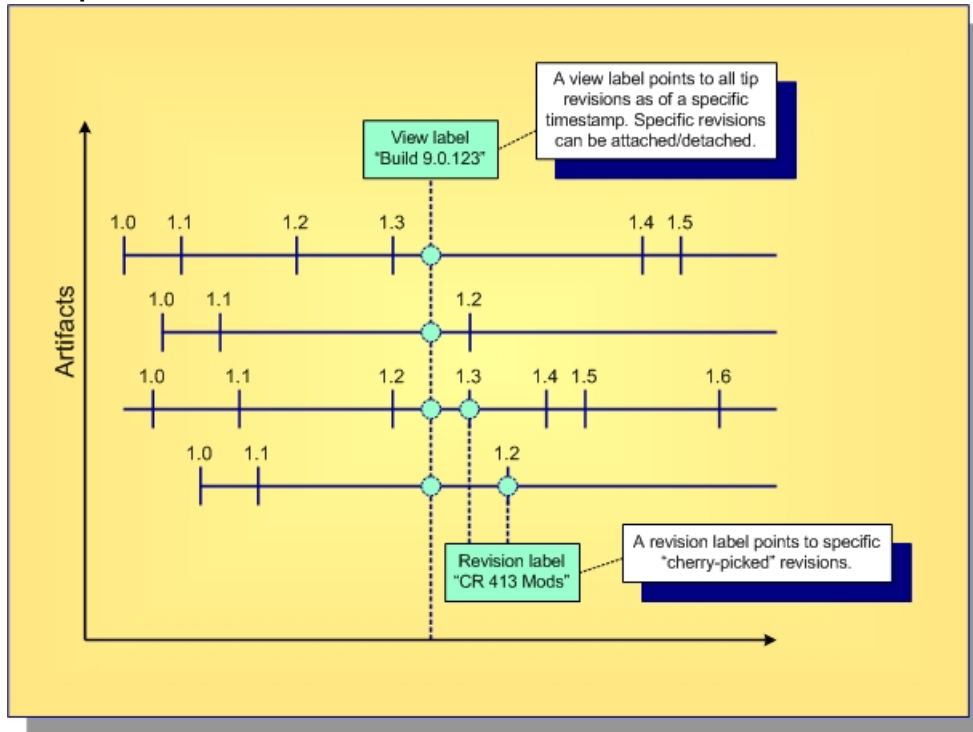 A view label points to all tip
revisions as of a specific
timestamp. Specific revisions
can be attached/detached.
View label
“Build 9.0.123”
1.0 1.1 1.2 1.3 1.4 1.5
1.0 1.1 1.2
Artifacts
1.0 1.1 1.2 1.3 1.4 1.5 1.6
1.0 1.1 1.2
A revision label points to specific
“cherry-picked” revisions.
Revision label
“CR 413 Mods”